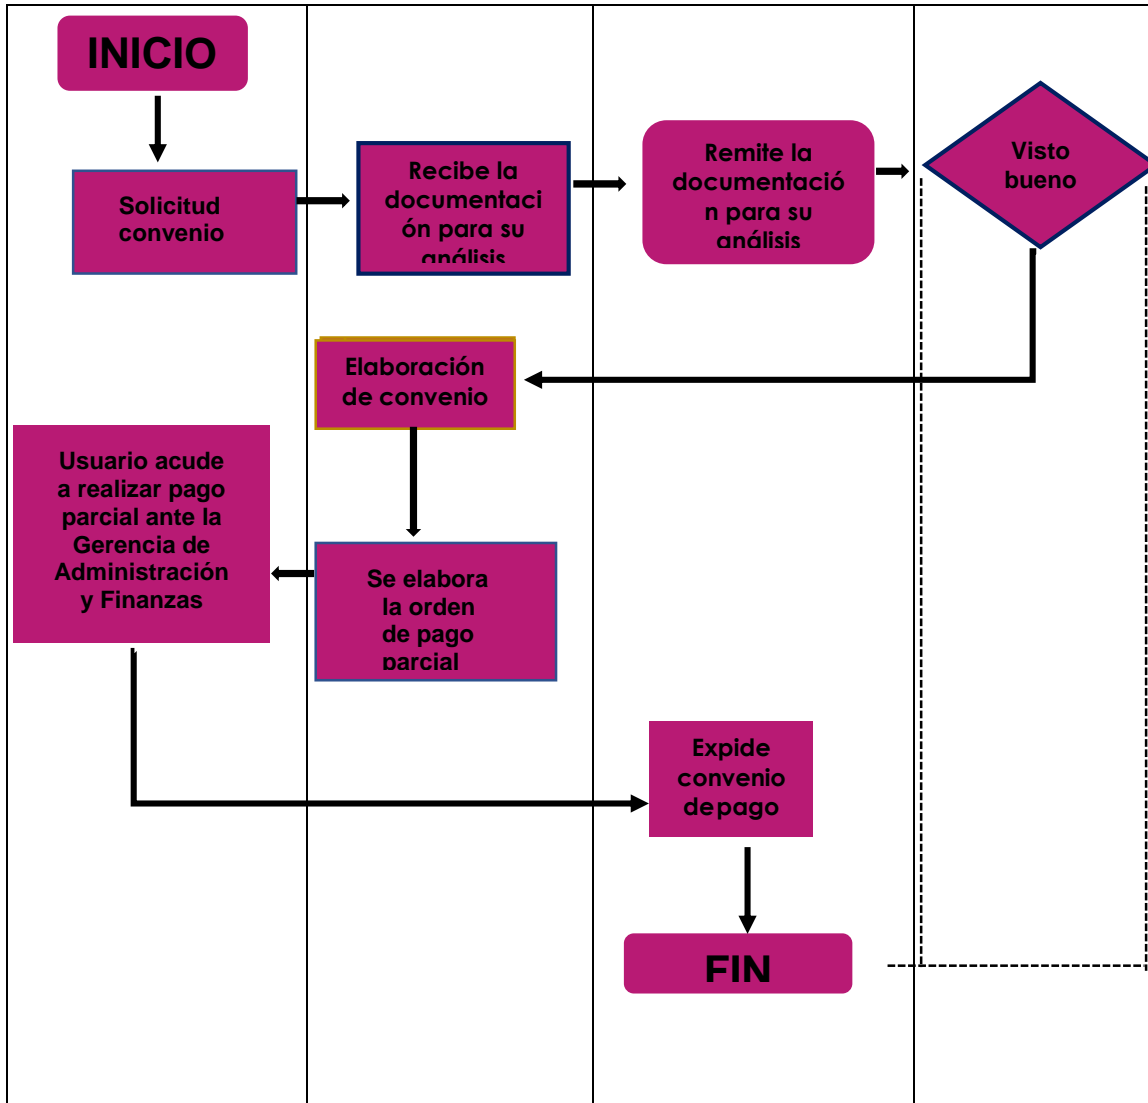 INICIO
Solicitud
convenio
Recibe la
documentaci
ón para su
análisis
Remite la
documentació
n para su
análisis
Visto
bueno
Elaboración
de convenio
Se elabora
la orden
de pago
parcial
Usuario acude
a realizar pago
parcial ante la
Gerencia de
Administración
y Finanzas
Expide
convenio
de pago
FIN